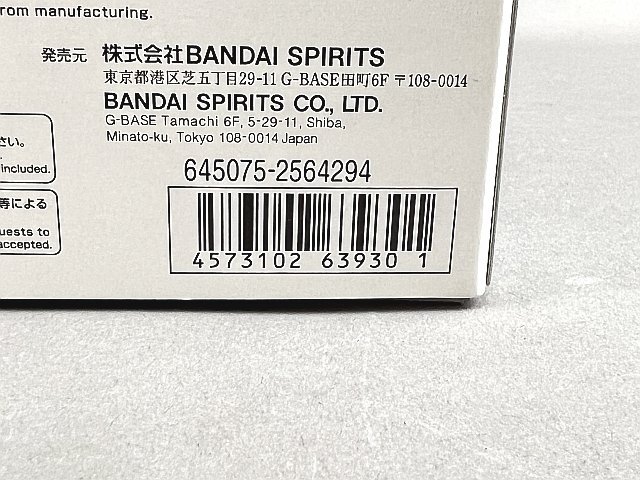 from manufacturing.
発売元 株式会社BANDAI SPIRITS
東京都港区芝五丁目29-11 G-BASE田町6F 〒108-0014
BANDAI SPIRITS CO., LTD.
G-BASE Tamachi 6F, 5-29-11, Shiba,
Minato-ku, Tokyo 108-0014 Japan
さい。
included.
645075-2564294
等による
uests to
accepted.
4573102 63930 1